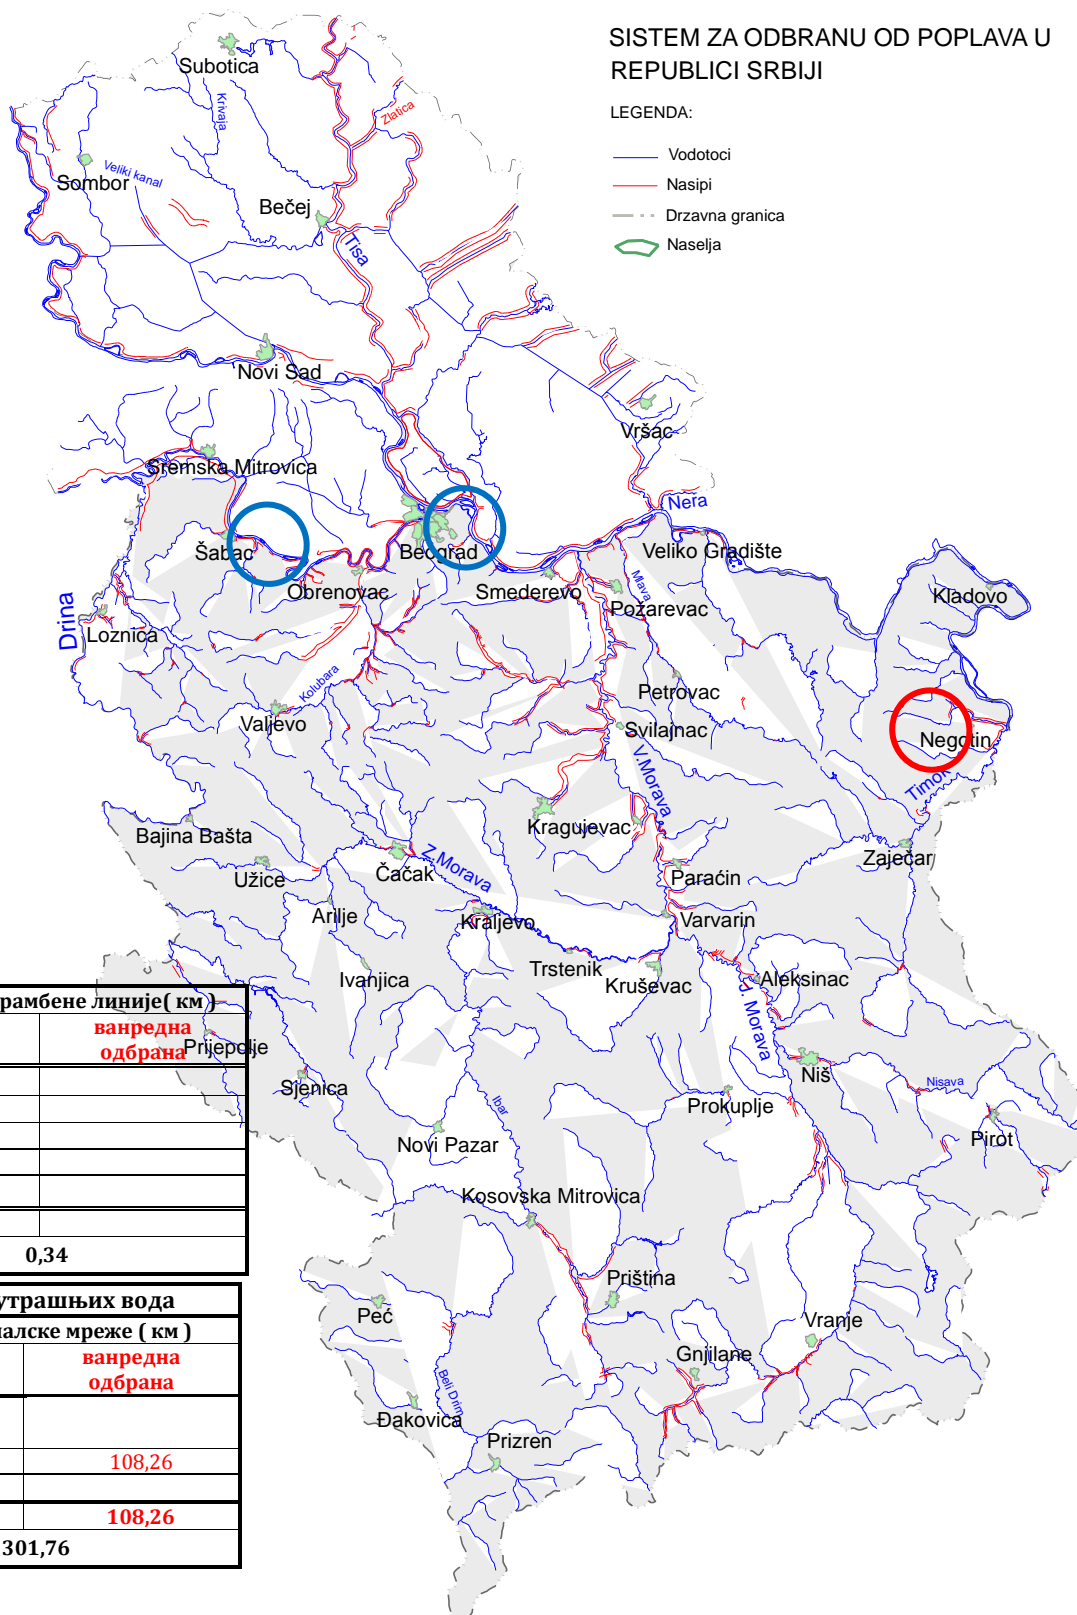 SISTEM ZA ODBRANU OD POPLAVA U
REPUBLICI SRBIJI
LEGENDA:
Vodotoci
Nasipi
Drzavna granica
Naselja
Subotica
Krivaja
Zlatica
Sombor
Veliki kanal
Bečej
Tisa
Novi Sad
Vršac
Sremska Mitrovica
Nera
Šabac
Beograd
Veliko Gradište
Obrenovac
Smederevo
Mlava
Požarevac
Kladovo
Drina
Loznica
Kolubara
Petrovac
Valjevo
Svilajnac
Negotin
V.Morava
Timok
Bajina Bašta
Kragujevac
Zaječar
Užice
Čačak
Z.Morava
Paraćin
Arilje
Kraljevo
Varvarin
Ivanjica
Trstenik
Kruševac
Aleksinac
J. Morava
Prijepolje
Sjenica
Niš
Nisava
Ibar
Prokuplje
Novi Pazar
Pirot
Kosovska Mitrovica
Priština
Peć
Vranje
Gnjilane
Beli Drim
Đakovica
Prizren
рамбене линије( км )
ванредна
одбрана
0,34
утрашњих вода
налске мреже ( км )
ванредна
одбрана
108,26
108,26
301,76